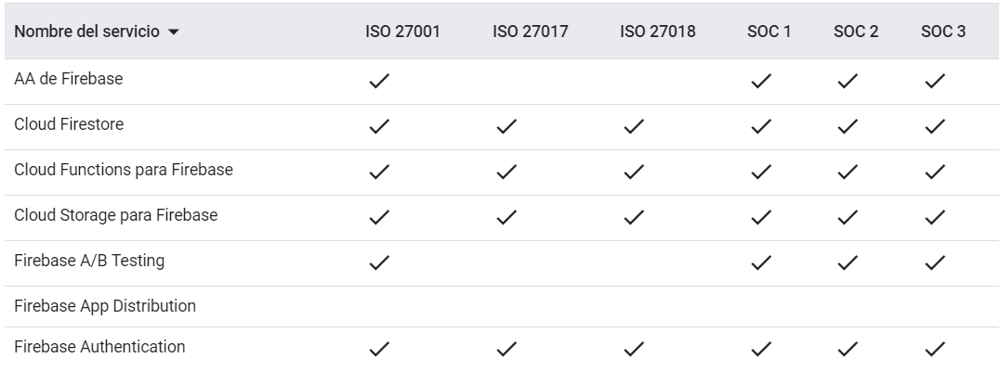 Nombre del servicio ISO 27001 ISO 27017 ISO 27018 SOC 1 SOC 2 SOC 3
AA de Firebase ✓ ✓ ✓ ✓
Cloud Firestore ✓ ✓ ✓ ✓ ✓ ✓
Cloud Functions para Firebase ✓ ✓ ✓ ✓ ✓ ✓
Cloud Storage para Firebase ✓ ✓ ✓ ✓ ✓ ✓
Firebase A/B Testing ✓ ✓ ✓ ✓
Firebase App Distribution
Firebase Authentication ✓ ✓ ✓ ✓ ✓ ✓